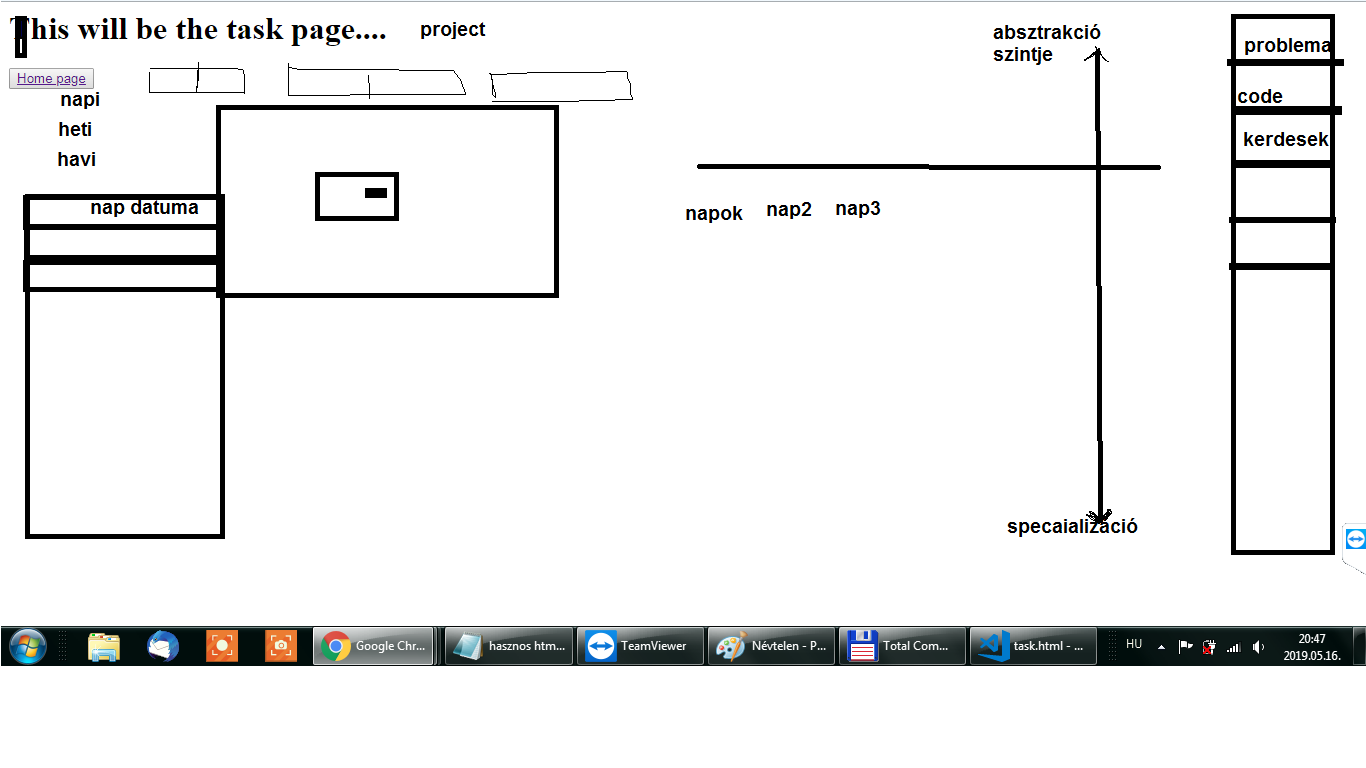 This will be the task page....
project
Home page
napi
heti
havi
nap datuma
absztrakció
szintje
napok
nap2
nap3
specaializáció
problema
code
kerdesek
Google Chr...
hasznos htm...
TeamViewer
Névtelen - P...
Total Com...
task.html - ...
HU
20:47
2019.05.16.